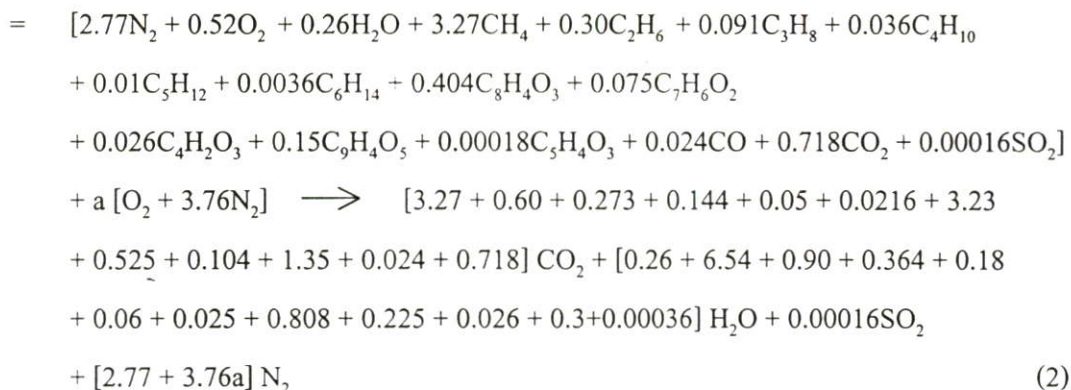 = [2.77N₂ + 0.52O₂ + 0.26H₂O + 3.27CH₄ + 0.30C₂H₆ + 0.091C₃H₈ + 0.036C₄H₁₀
+ 0.01C₅H₁₂ + 0.0036C₆H₁₄ + 0.404C₈H₄O₃ + 0.075C₇H₆O₂
+ 0.026C₄H₂O₃ + 0.15C₉H₄O₅ + 0.00018C₅H₄O₃ + 0.024CO + 0.718CO₂ + 0.00016SO₂]
+ a [O₂ + 3.76N₂] ⟶ [3.27 + 0.60 + 0.273 + 0.144 + 0.05 + 0.0216 + 3.23
+ 0.525 + 0.104 + 1.35 + 0.024 + 0.718] CO₂ + [0.26 + 6.54 + 0.90 + 0.364 + 0.18
+ 0.06 + 0.025 + 0.808 + 0.225 + 0.026 + 0.3+0.00036] H₂O + 0.00016SO₂
+ [2.77 + 3.76a] N₂ (2)